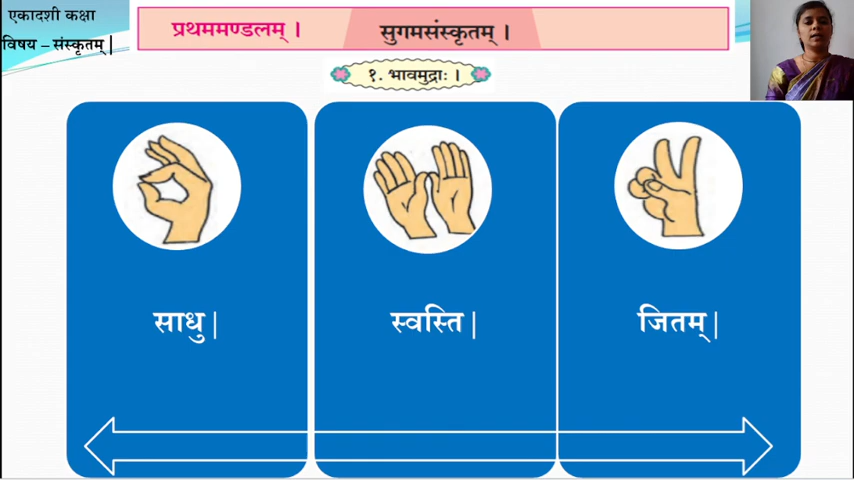 एकादशी कक्षा
विषय – संस्कृतम् |
प्रथममण्डलम् ।
सुगमसंस्कृतम् ।
१. भावमुद्राः ।
साधु |
स्वस्ति |
जितम् |